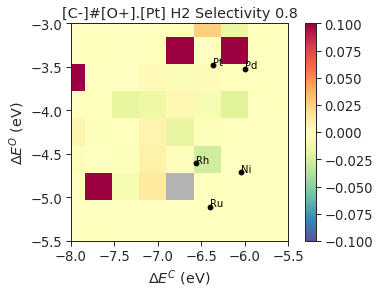 [C-]#[O+].[Pt] H2 Selectivity 0.8
−3.0
−3.5
−4.0
−4.5
−5.0
−5.5
ΔE^O (eV)
−8.0 −7.5 −7.0 −6.5 −6.0 −5.5
ΔE^C (eV)
Pt
Pd
Rh
Ni
Ru
0.100
0.075
0.050
0.025
0.000
−0.025
−0.050
−0.075
−0.100